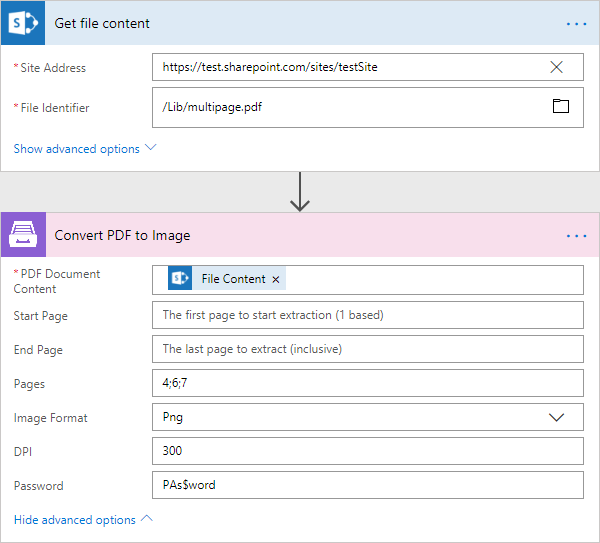 Get file content
* Site Address
https://test.sharepoint.com/sites/testSite
* File Identifier
/Lib/multipage.pdf
Show advanced options
Convert PDF to Image
* PDF Document
Content
File Content ×
Start Page
The first page to start extraction (1 based)
End Page
The last page to extract (inclusive)
Pages
4;6;7
Image Format
Png
DPI
300
Password
PAs$word
Hide advanced options